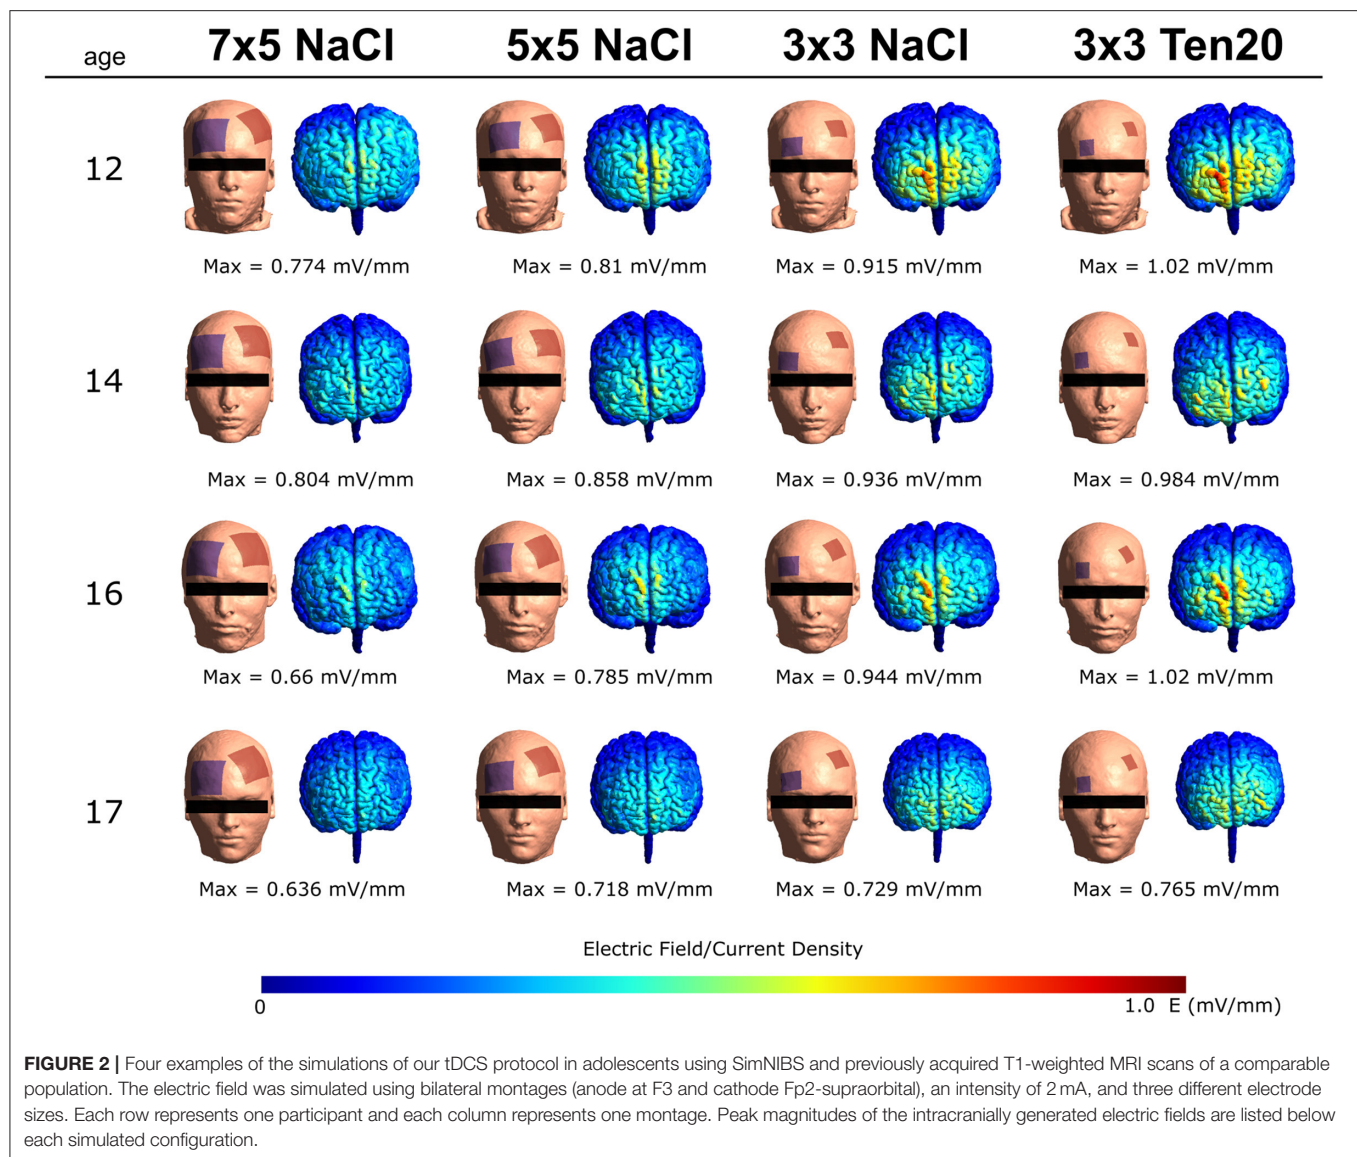 age 7x5 NaCl 5x5 NaCl 3x3 NaCl 3x3 Ten20
12
Max = 0.774 mV/mm Max = 0.81 mV/mm Max = 0.915 mV/mm Max = 1.02 mV/mm
14
Max = 0.804 mV/mm Max = 0.858 mV/mm Max = 0.936 mV/mm Max = 0.984 mV/mm
16
Max = 0.66 mV/mm Max = 0.785 mV/mm Max = 0.944 mV/mm Max = 1.02 mV/mm
17
Max = 0.636 mV/mm Max = 0.718 mV/mm Max = 0.729 mV/mm Max = 0.765 mV/mm
Electric Field/Current Density
0 1.0 E (mV/mm)
FIGURE 2 | Four examples of the simulations of our tDCS protocol in adolescents using SimNIBS and previously acquired T1-weighted MRI scans of a comparable
population. The electric field was simulated using bilateral montages (anode at F3 and cathode Fp2-supraorbital), an intensity of 2 mA, and three different electrode
sizes. Each row represents one participant and each column represents one montage. Peak magnitudes of the intracranially generated electric fields are listed below
each simulated configuration.